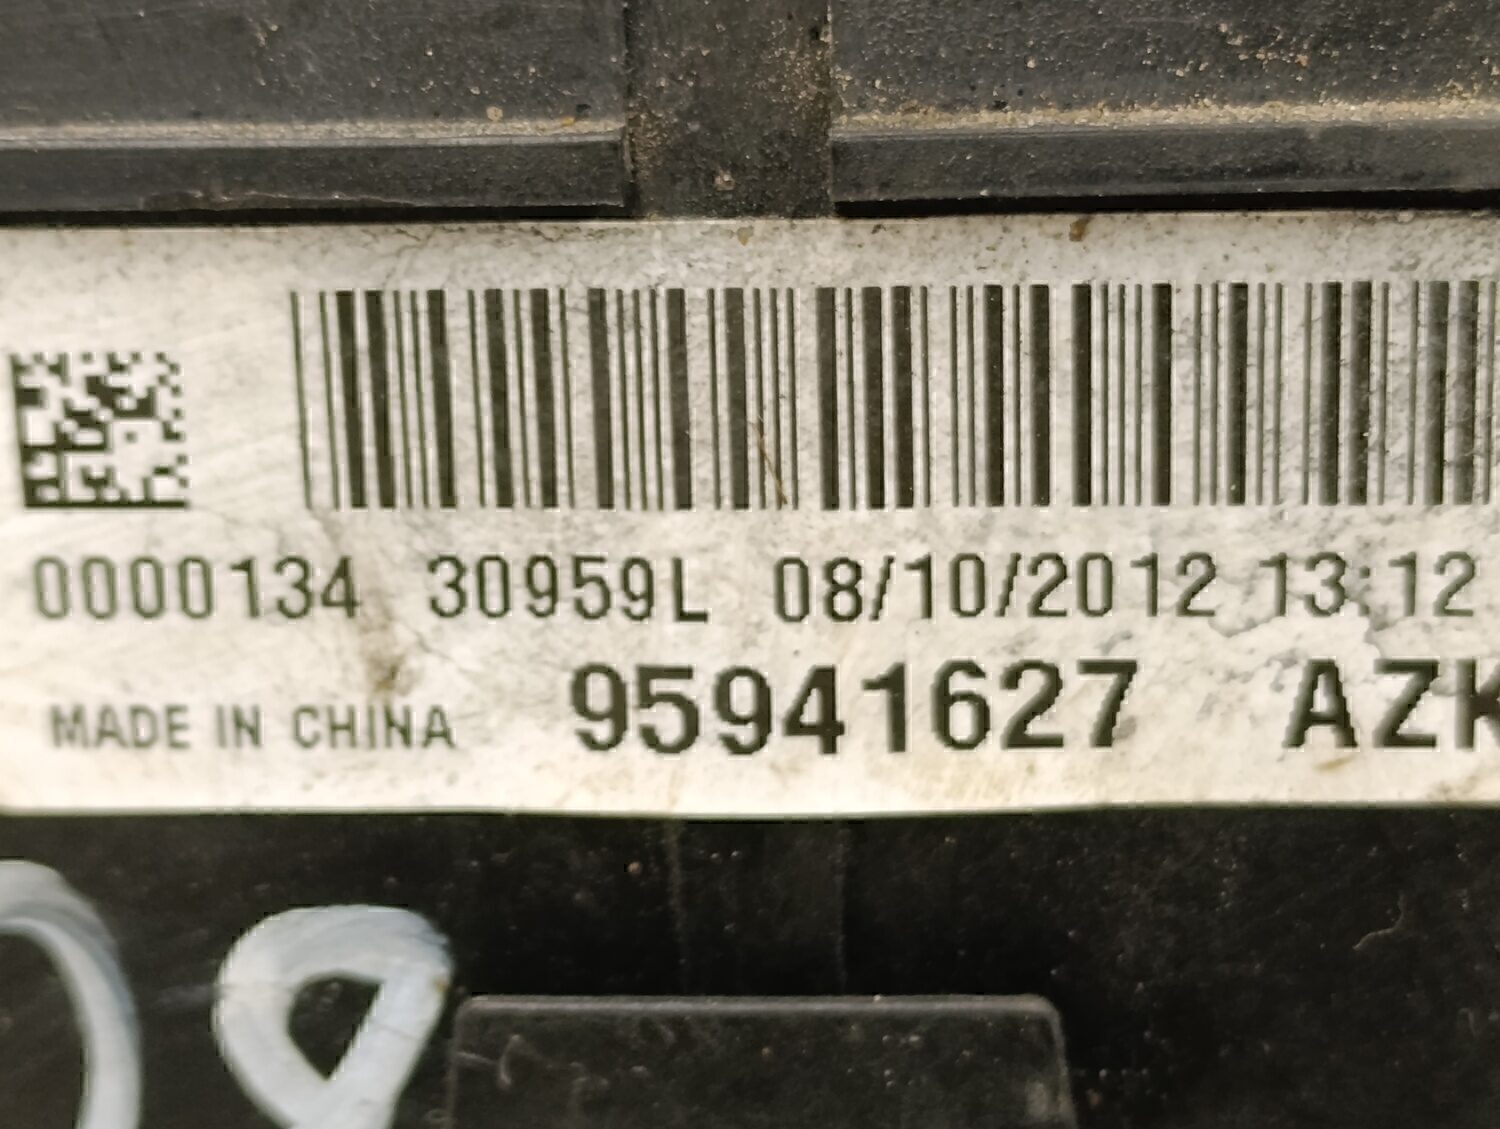 0000134 30959L 08/10/2012 13:12
MADE IN CHINA 95941627 AZK